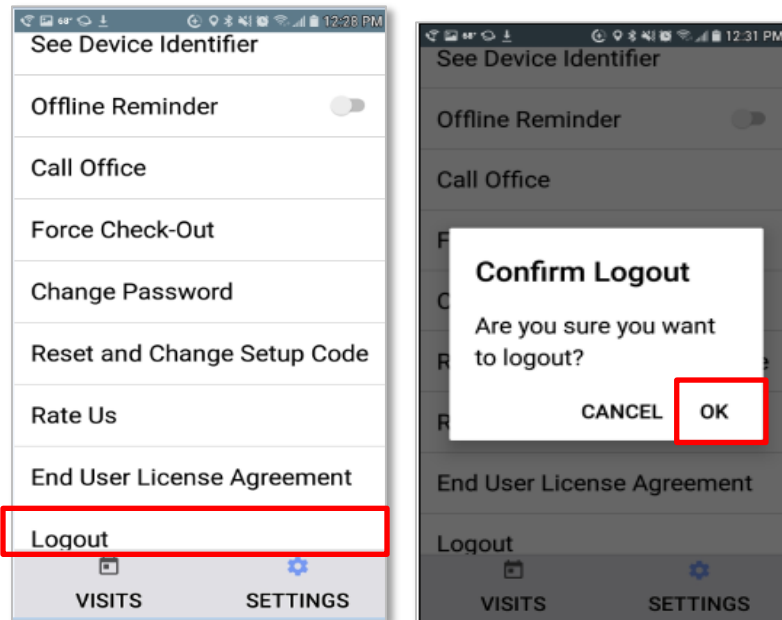 68° 12:28 PM
See Device Identifier
Offline Reminder
Call Office
Force Check-Out
Change Password
Reset and Change Setup Code
Rate Us
End User License Agreement
Logout
VISITS SETTINGS
68° 12:31 PM
See Device Identifier
Offline Reminder
Call Office
F
Confirm Logout
C
Are you sure you want
to logout?
R e
CANCEL OK
R
End User License Agreement
Logout
VISITS SETTINGS